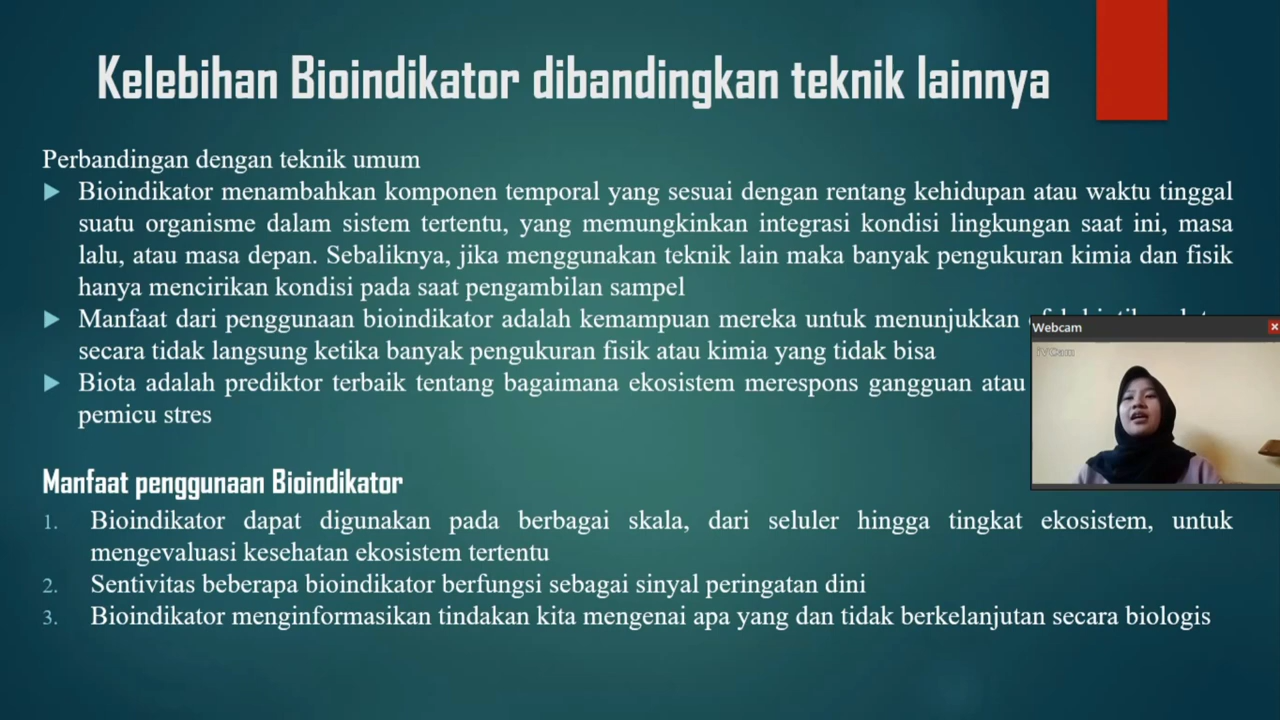 Kelebihan Bioindikator dibandingkan teknik lainnya
Perbandingan dengan teknik umum
Bioindikator menambahkan komponen temporal yang sesuai dengan rentang kehidupan atau waktu tinggal
suatu organisme dalam sistem tertentu, yang memungkinkan integrasi kondisi lingkungan saat ini, masa
lalu, atau masa depan. Sebaliknya, jika menggunakan teknik lain maka banyak pengukuran kimia dan fisik
hanya mencirikan kondisi pada saat pengambilan sampel
Manfaat dari penggunaan bioindikator adalah kemampuan mereka untuk menunjukkan
secara tidak langsung ketika banyak pengukuran fisik atau kimia yang tidak bisa
Biota adalah prediktor terbaik tentang bagaimana ekosistem merespons gangguan atau
pemicu stres
Webcam
iVCam
Manfaat penggunaan Bioindikator
1. Bioindikator dapat digunakan pada berbagai skala, dari seluler hingga tingkat ekosistem, untuk
mengevaluasi kesehatan ekosistem tertentu
2. Sentivitas beberapa bioindikator berfungsi sebagai sinyal peringatan dini
3. Bioindikator menginformasikan tindakan kita mengenai apa yang dan tidak berkelanjutan secara biologis